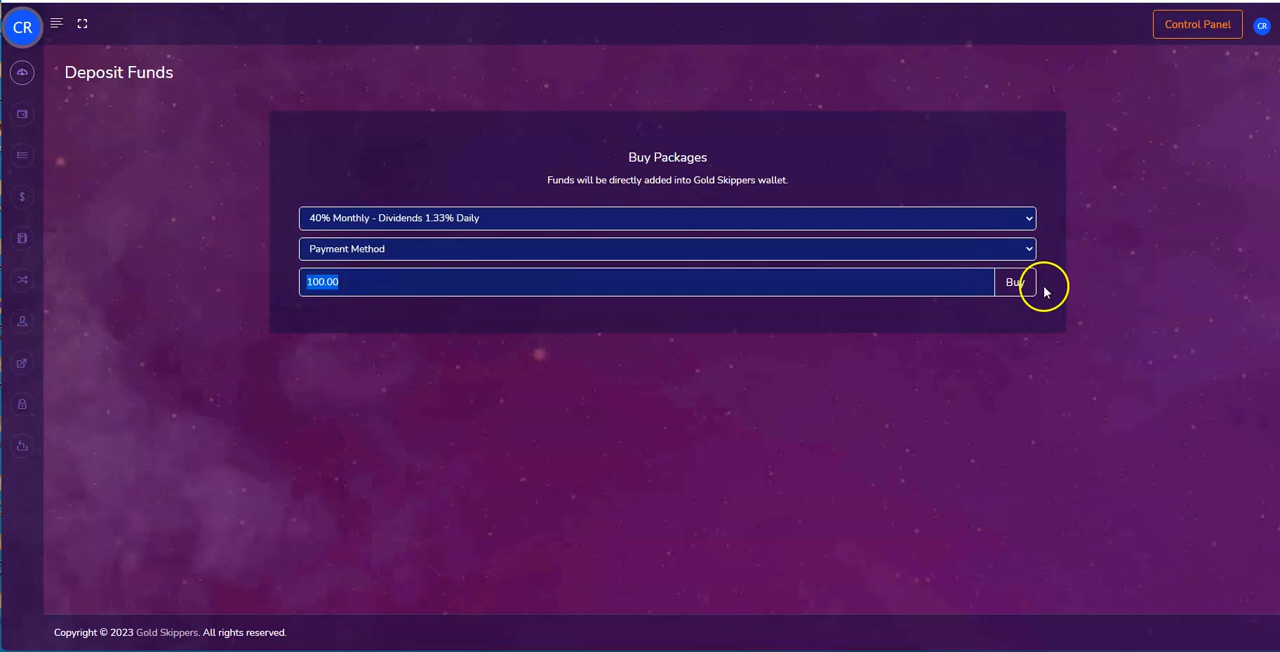 CR
Control Panel
CR
Deposit Funds
Buy Packages
Funds will be directly added into Gold Skippers wallet.
40% Monthly - Dividends 1.33% Daily
Payment Method
100.00
Buy
Copyright © 2023 Gold Skippers. All rights reserved.